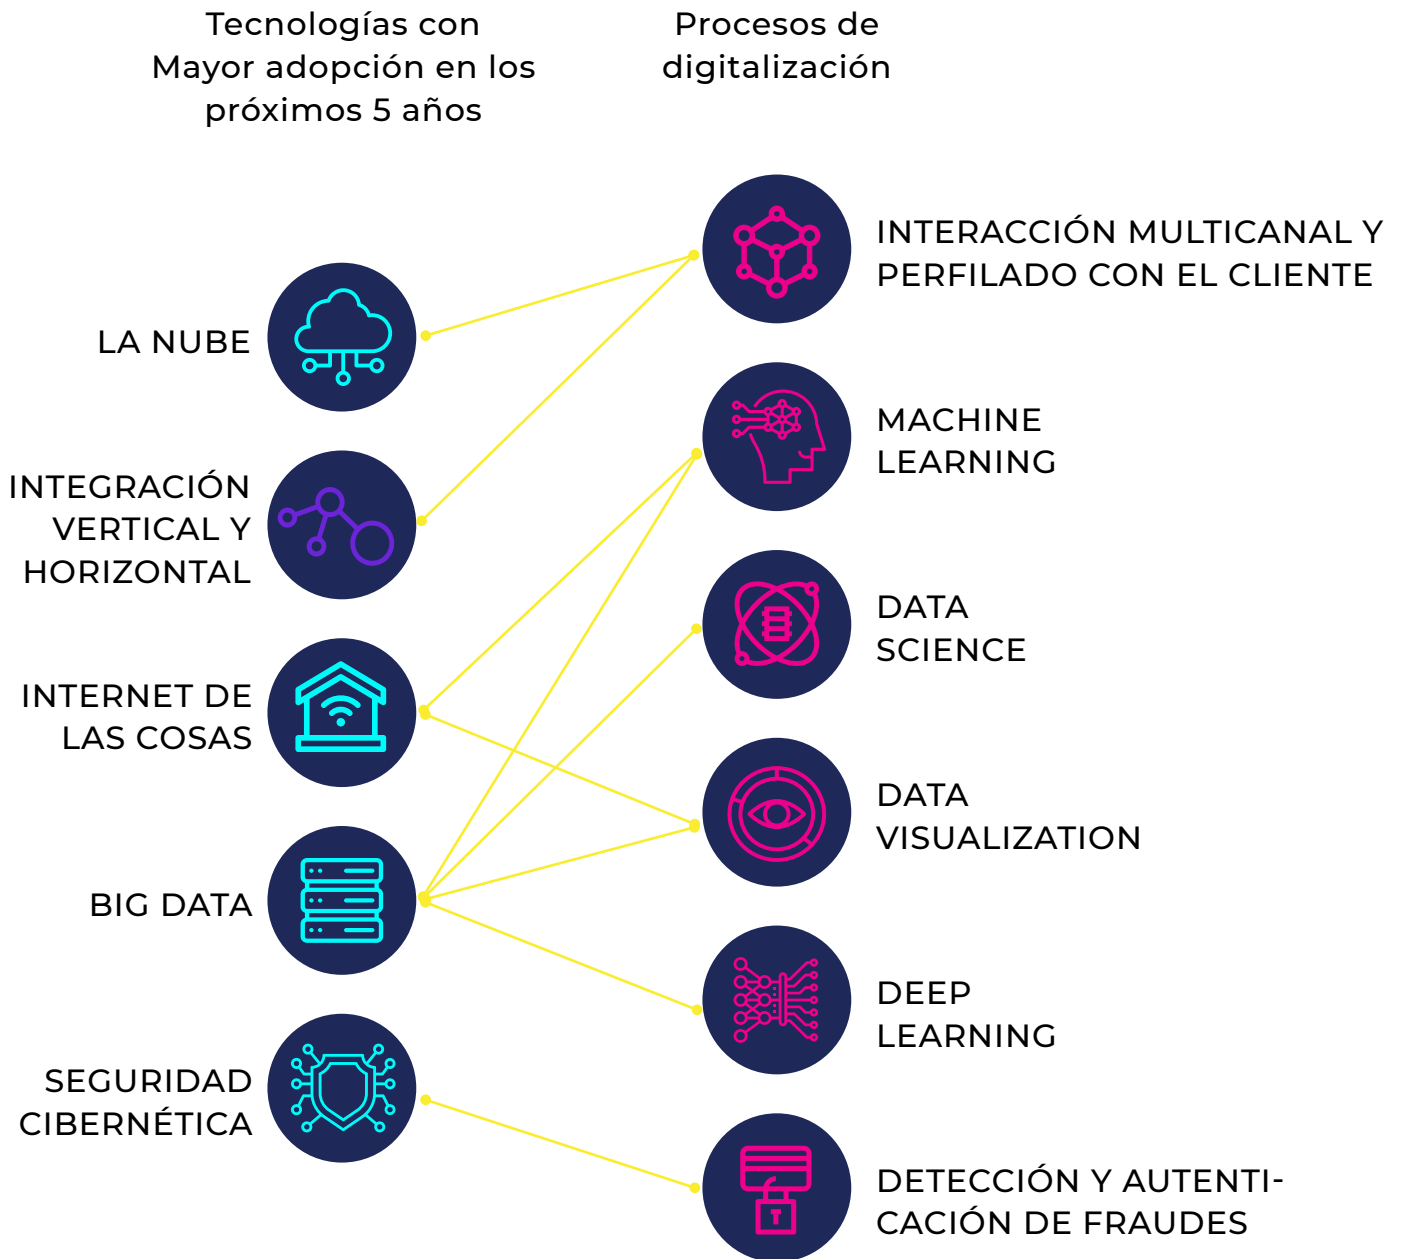 Tecnologías con
Mayor adopción en los
próximos 5 años
Procesos de
digitalización
LA NUBE
INTEGRACIÓN
VERTICAL Y
HORIZONTAL
INTERNET DE
LAS COSAS
BIG DATA
SEGURIDAD
CIBERNÉTICA
INTERACCIÓN MULTICANAL Y
PERFILADO CON EL CLIENTE
MACHINE
LEARNING
DATA
SCIENCE
DATA
VISUALIZATION
DEEP
LEARNING
DETECCIÓN Y AUTENTI-
CACIÓN DE FRAUDES